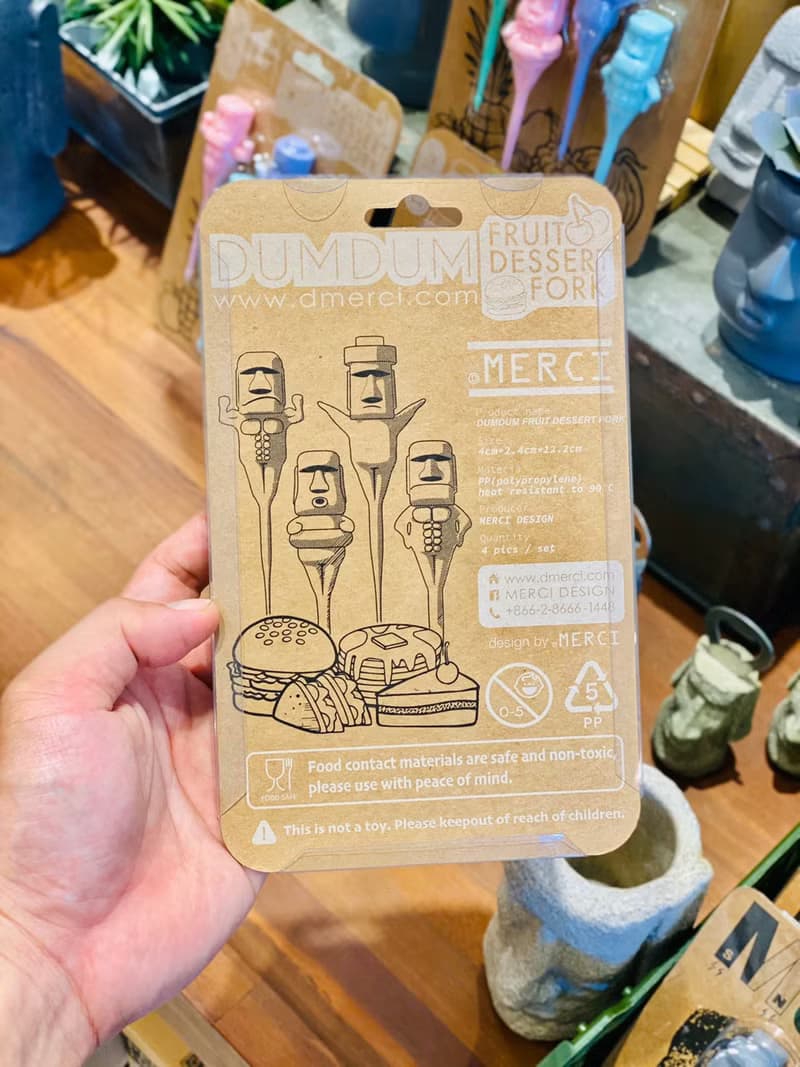 DUMDUM
www.dmerci.com
FRUIT
DESSERT
FORK
MERCI
Product name
DUMDUM FRUIT DESSERT FORK
Size
4cm*2.4cm*13.2cm
Material
PP(polypropylene)
heat resistant to 90°C
Producer
MERCI DESIGN
Quantity
4 pics / set
www.dmerci.com
MERCI DESIGN
+866-2-8666-1448
design by MERCI
0-5
5
PP
FOOD SAFE
Food contact materials are safe and non-toxic,
please use with peace of mind.
This is not a toy. Please keepout of reach of children.